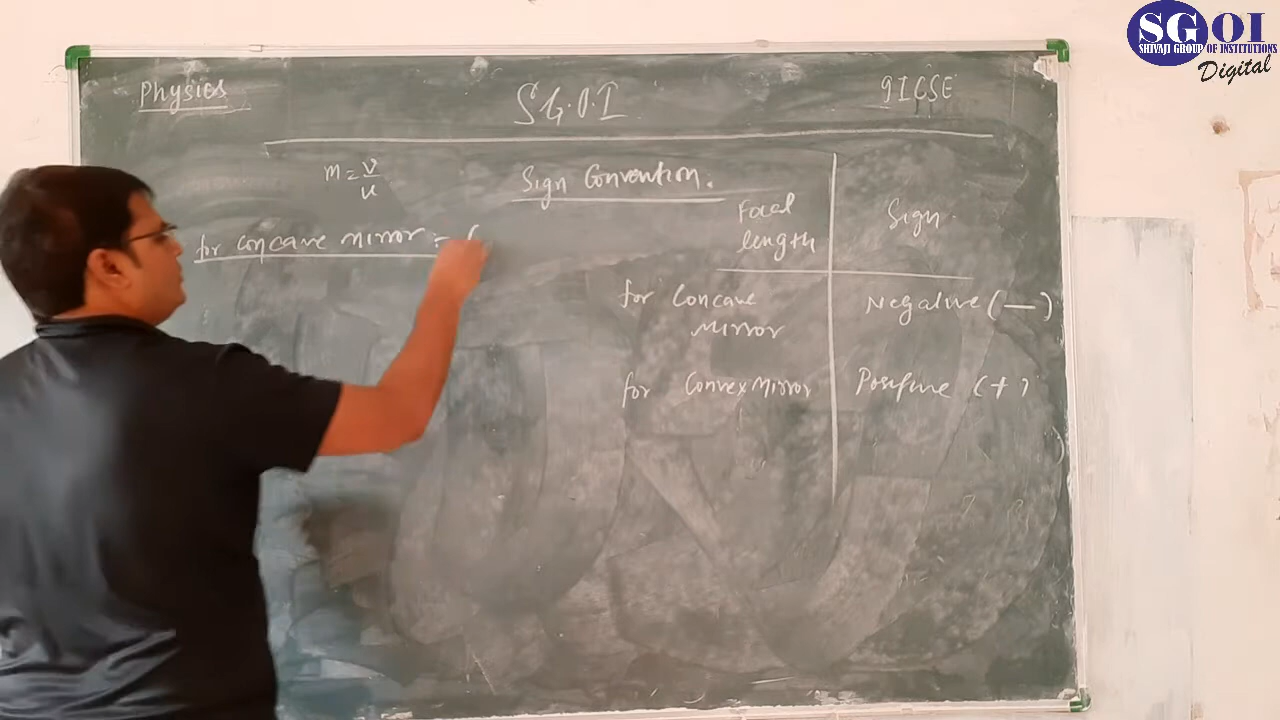 SGOI
SHIVAJI GROUP OF INSTITUTIONS
Digital
Physics
S.G.O.I
9ICSE
m = v/u
Sign Convention.
Focal length
Sign
for concave mirror = (
for Concave Mirror
Negative (—)
for Convex Mirror
Positive (+)